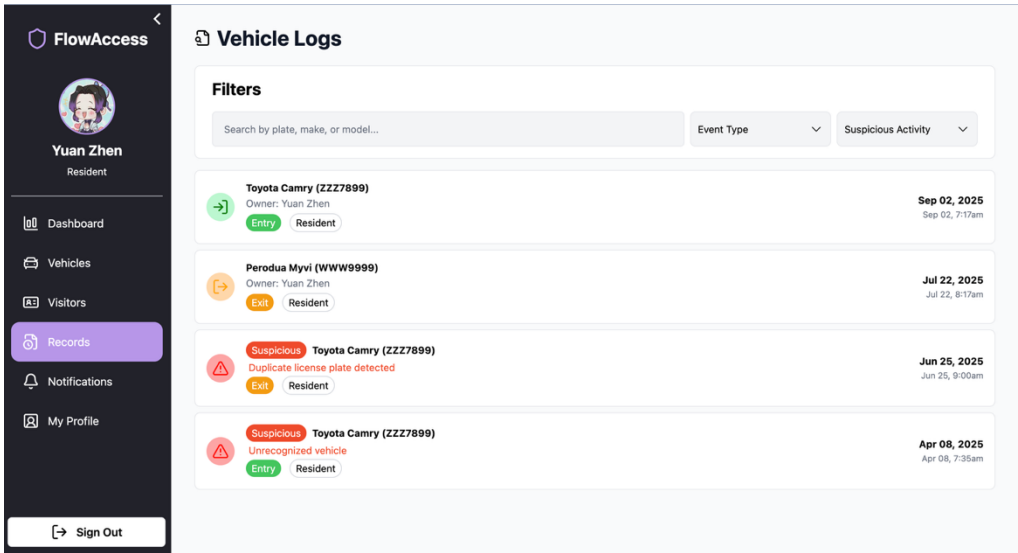 FlowAccess
Yuan Zhen
Resident
Dashboard
Vehicles
Visitors
Records
Notifications
My Profile
Sign Out
Vehicle Logs
Filters
Search by plate, make, or model...
Event Type
Suspicious Activity
Toyota Camry (ZZZ7899)
Owner: Yuan Zhen
Entry Resident
Sep 02, 2025
Sep 02, 7:17am
Perodua Myvi (WWW9999)
Owner: Yuan Zhen
Exit Resident
Jul 22, 2025
Jul 22, 8:17am
Suspicious Toyota Camry (ZZZ7899)
Duplicate license plate detected
Exit Resident
Jun 25, 2025
Jun 25, 9:00am
Suspicious Toyota Camry (ZZZ7899)
Unrecognized vehicle
Entry Resident
Apr 08, 2025
Apr 08, 7:35am